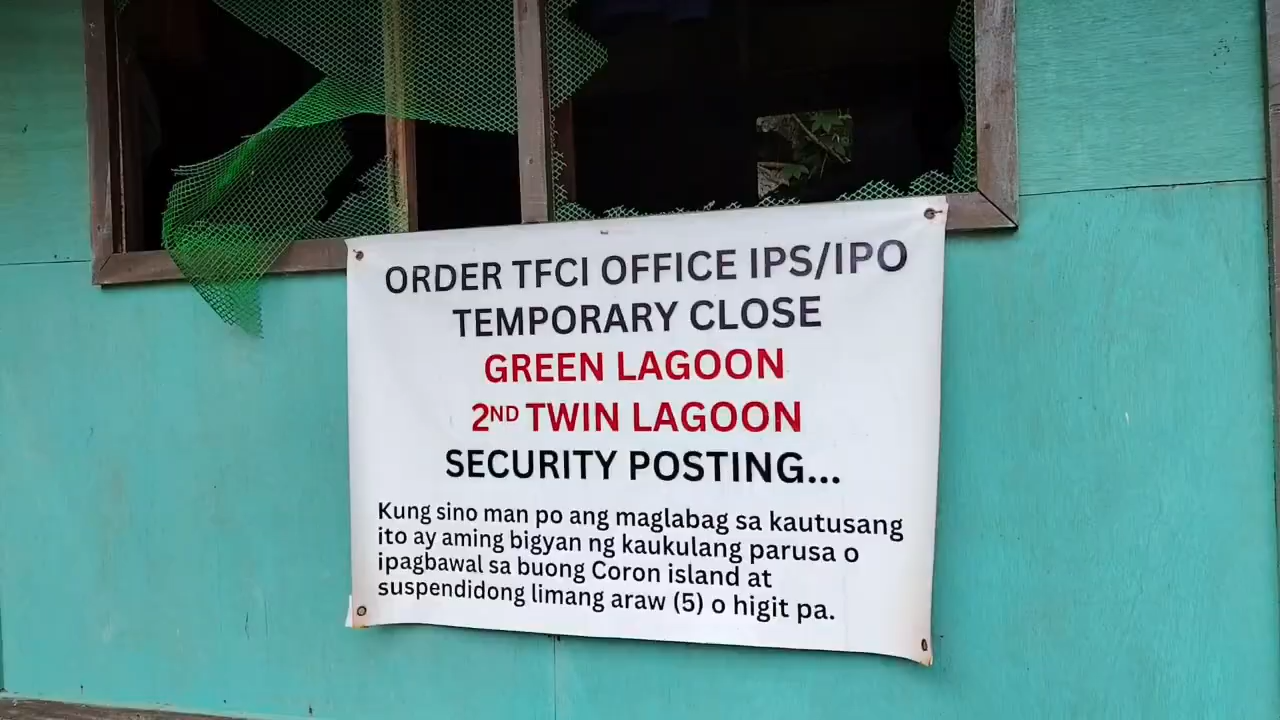 ORDER TFCI OFFICE IPS/IPO
TEMPORARY CLOSE
GREEN LAGOON
2ND TWIN LAGOON
SECURITY POSTING...
Kung sino man po ang maglabag sa kautusang
ito ay aming bigyan ng kaukulang parusa o
ipagbawal sa buong Coron island at
suspendidong limang araw (5) o higit pa.